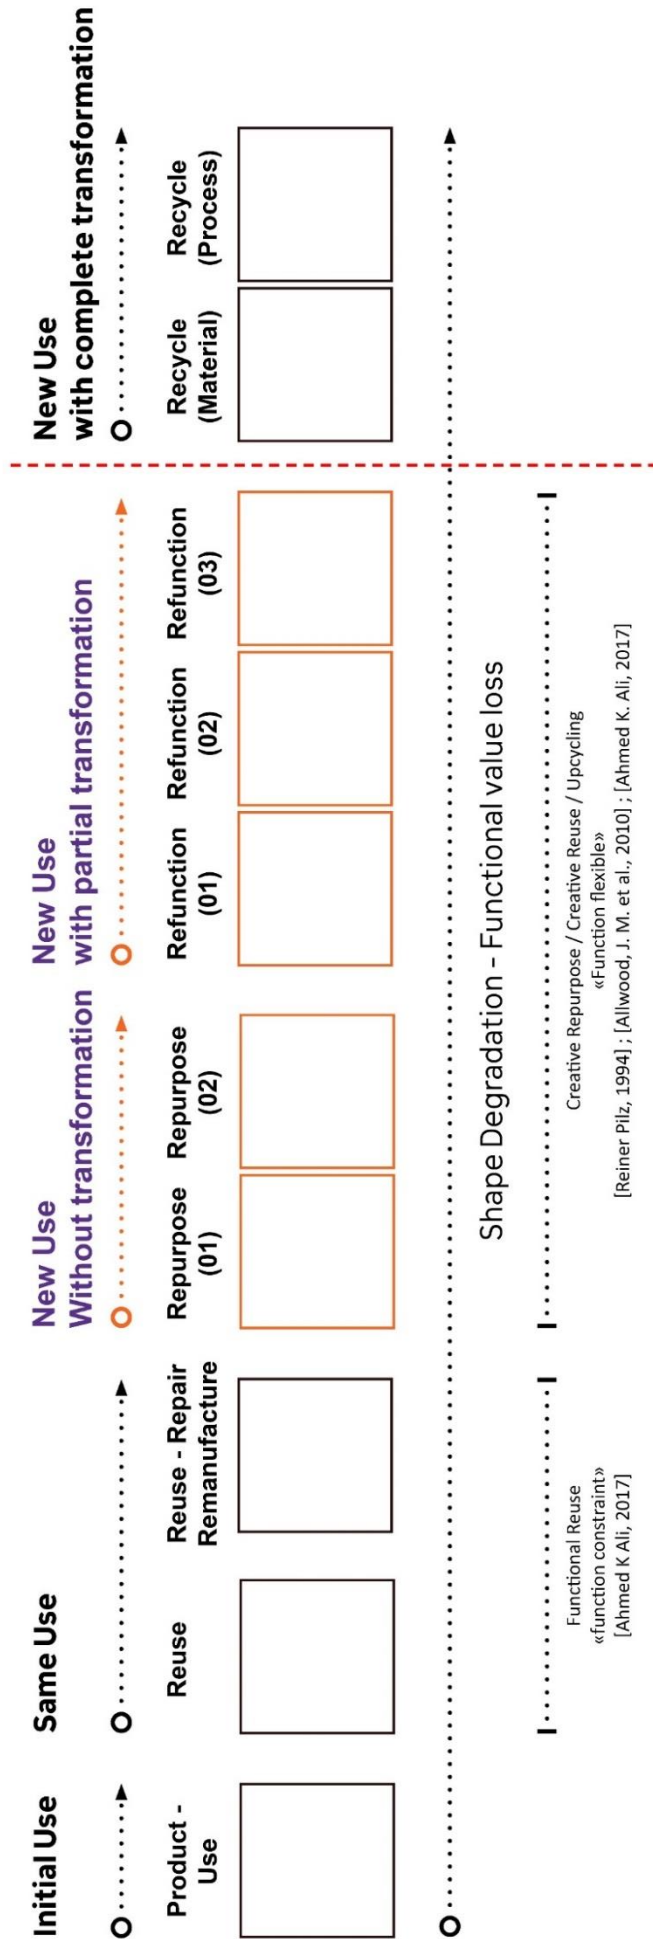 Initial Use
Same Use
New Use
Without transformation
New Use
with partial transformation
New Use
with complete transformation
Product -
Use
Reuse
Reuse - Repair
Remanufacture
Repurpose
(01)
Repurpose
(02)
Refunction
(01)
Refunction
(02)
Refunction
(03)
Recycle
(Material)
Recycle
(Process)
Shape Degradation - Functional value loss
Functional Reuse
«function constraint»
[Ahmed K Ali, 2017]
Creative Repurpose / Creative Reuse / Upcycling
«Function flexible»
[Reiner Pilz, 1994] ; [Allwood, J. M. et al., 2010] ; [Ahmed K. Ali, 2017]